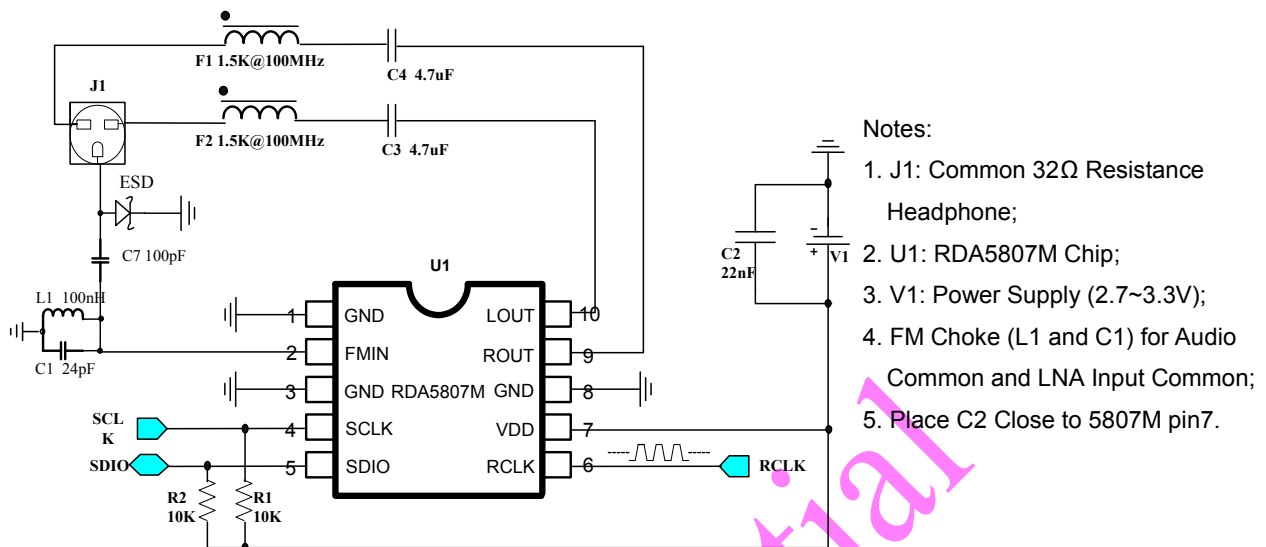 F1 1.5K@100MHz
C4 4.7uF
J1
F2 1.5K@100MHz
C3 4.7uF
ESD
C7 100pF
L1 100nH
C1 24pF
U1
1 GND
2 FMIN
3 GND
4 SCLK
5 SDIO
RDA5807M
LOUT 10
ROUT 9
GND 8
VDD 7
RCLK 6
SCL
K
SDIO
R2
10K
R1
10K
RCLK
C2
22nF
-
+ V1
Notes:
1. J1: Common 32Ω Resistance
Headphone;
2. U1: RDA5807M Chip;
3. V1: Power Supply (2.7~3.3V);
4. FM Choke (L1 and C1) for Audio
Common and LNA Input Common;
5. Place C2 Close to 5807M pin7.
tial